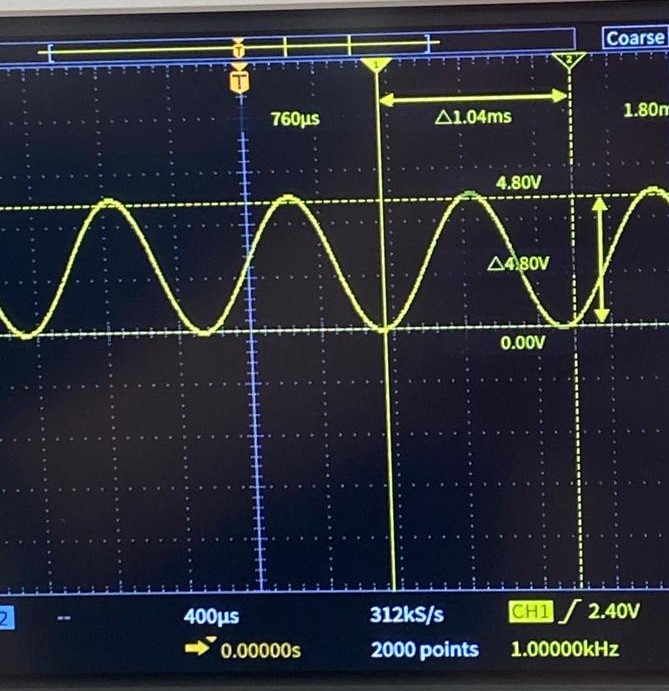 Coarse
T
T
1
2
760µs
△1.04ms
1.80m
4.80V
△4.80V
0.00V
2
--
400µs
312kS/s
CH1
2.40V
0.00000s
2000 points
1.00000kHz